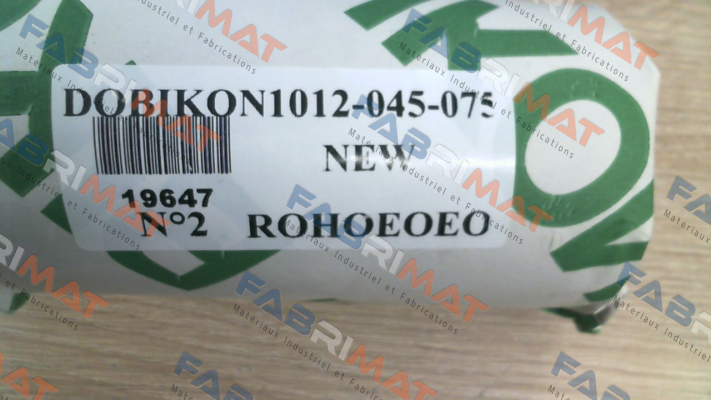 DOBIKON1012-045-075
NEW
19647
N°2 ROHOEOEO
FABRIMAT
Matériaux Industriel et Fabrications